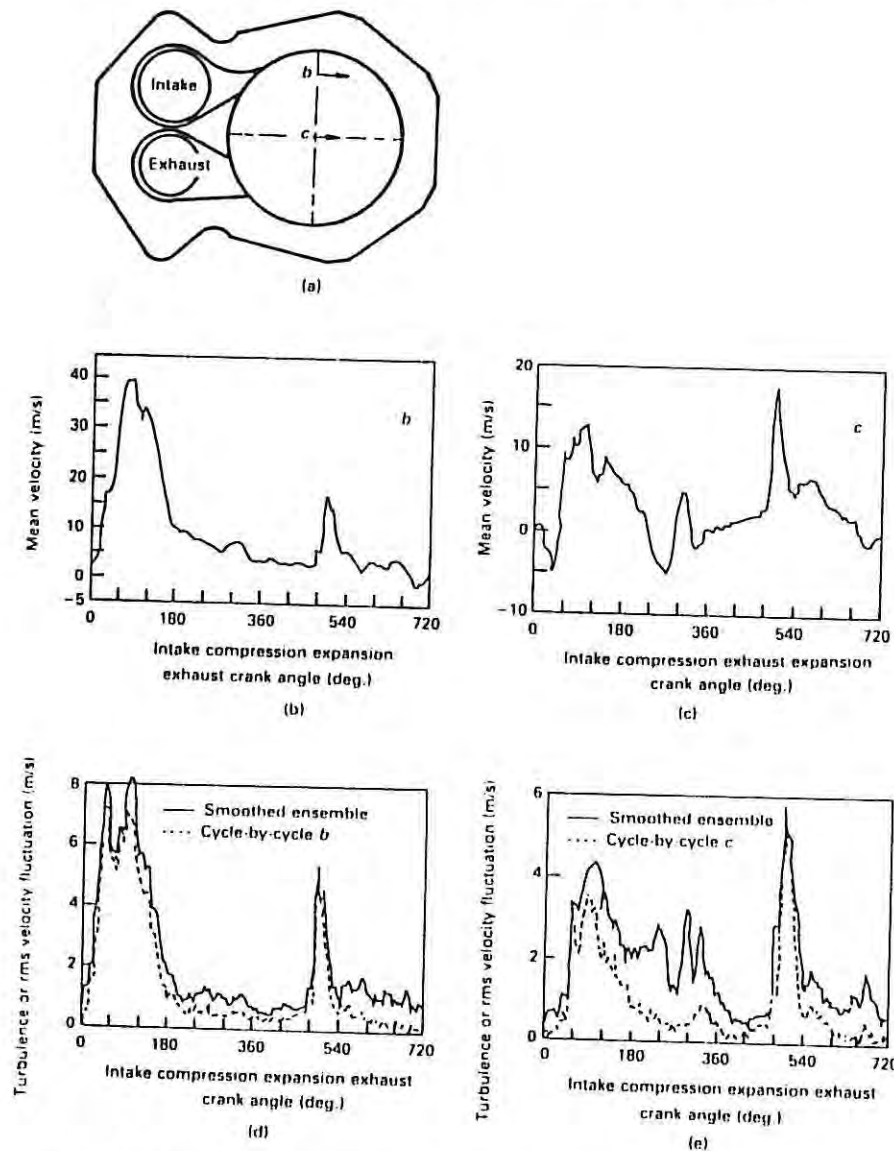 Intake
b
c
Exhaust
(a)
Mean velocity (m/s)
40
30
20
10
0
−5
b
0
180
360
540
720
Intake compression expansion
exhaust crank angle (deg.)
(b)
Mean velocity (m/s)
20
10
0
−10
c
0
180
360
540
720
Intake compression exhaust expansion
crank angle (deg.)
(c)
Turbulence or rms velocity fluctuation (m/s)
8
6
4
2
0
Smoothed ensemble
Cycle-by-cycle b
0
180
360
540
720
Intake compression expansion exhaust
crank angle (deg.)
(d)
Turbulence or rms velocity fluctuation (m/s)
6
4
2
0
Smoothed ensemble
Cycle-by cycle c
0
180
360
540
720
Intake compression expansion exhaust
crank angle (deg.)
(e)